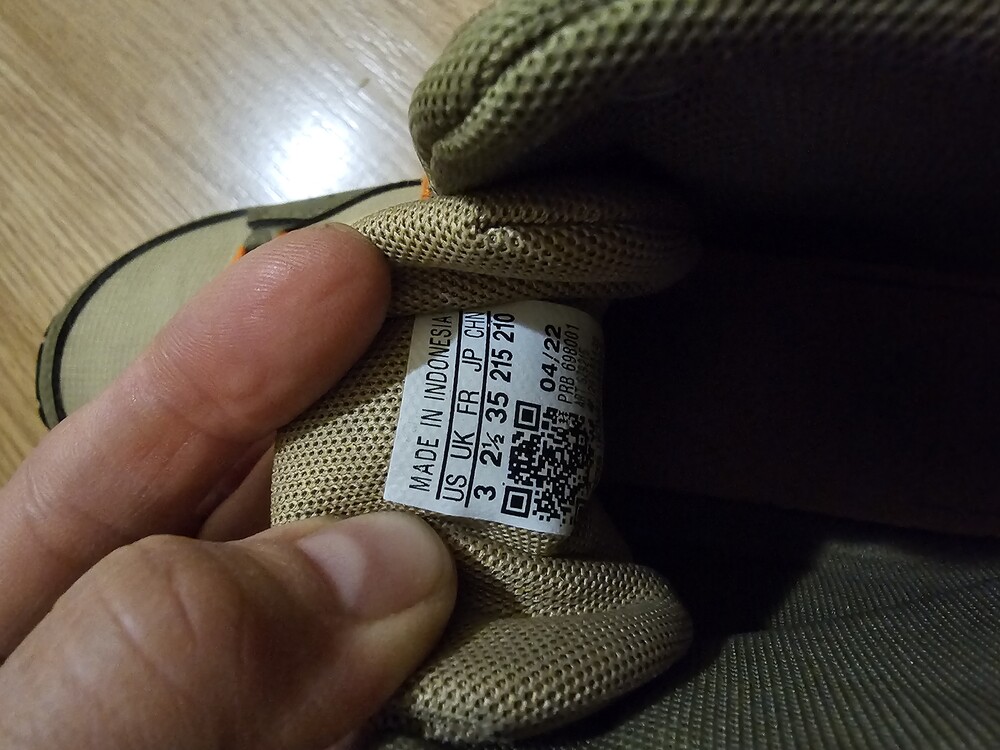 MADE IN INDONESIA
US UK FR JP CHN
3 2½ 35 215 210
04/22
PRB 698001